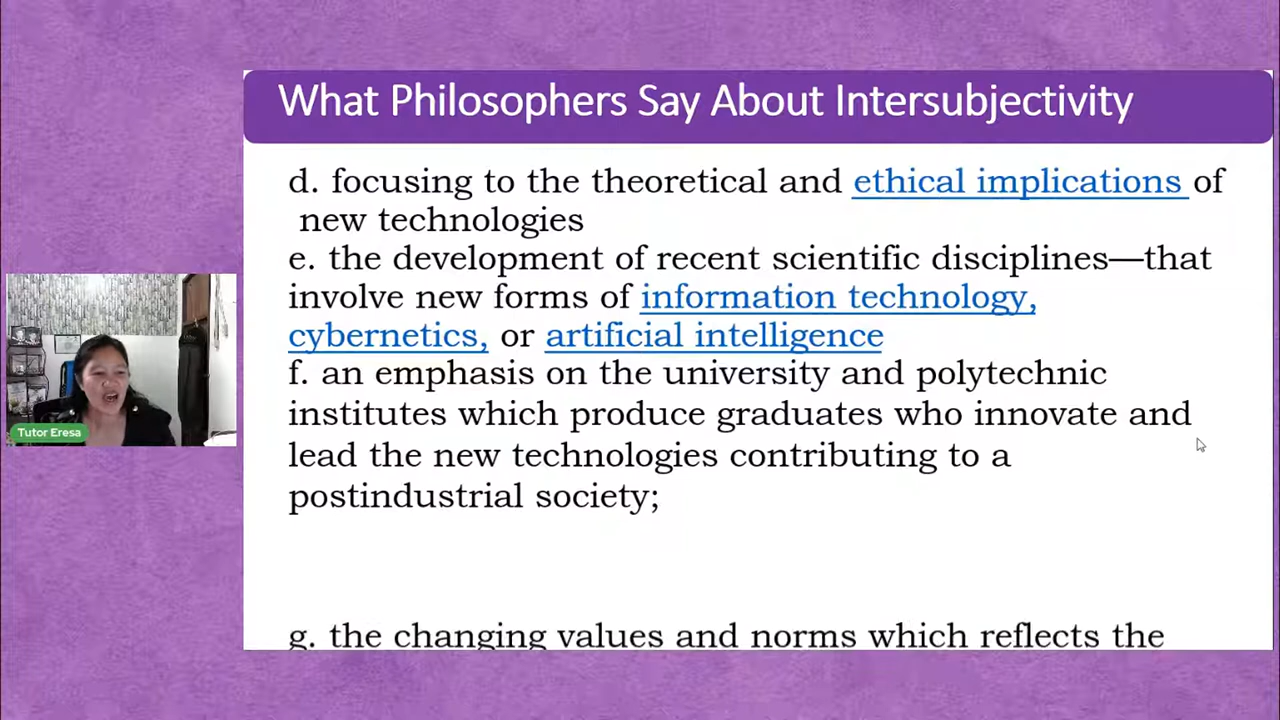 What Philosophers Say About Intersubjectivity
d. focusing to the theoretical and ethical implications of
new technologies
e. the development of recent scientific disciplines—that
involve new forms of information technology,
cybernetics, or artificial intelligence
f. an emphasis on the university and polytechnic
institutes which produce graduates who innovate and
lead the new technologies contributing to a
postindustrial society;
g. the changing values and norms which reflects the
Tutor Eresa